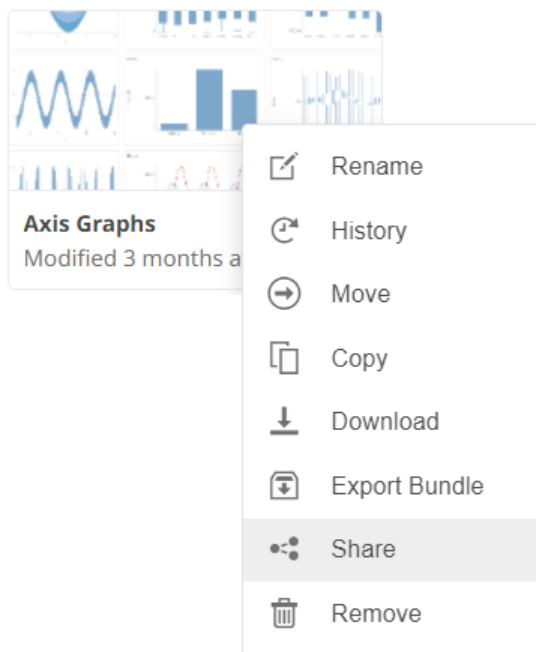 Axis Graphs
Modified 3 months a
Rename
History
Move
Copy
Download
Export Bundle
Share
Remove